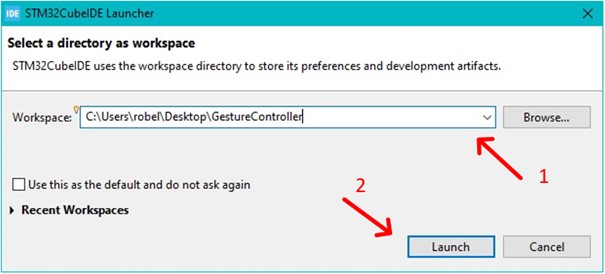 IDE STM32CubeIDE Launcher
Select a directory as workspace
STM32CubeIDE uses the workspace directory to store its preferences and development artifacts.
Workspace: C:\Users\robel\Desktop\GestureController Browse...
1
Use this as the default and do not ask again
2
Recent Workspaces
Launch Cancel